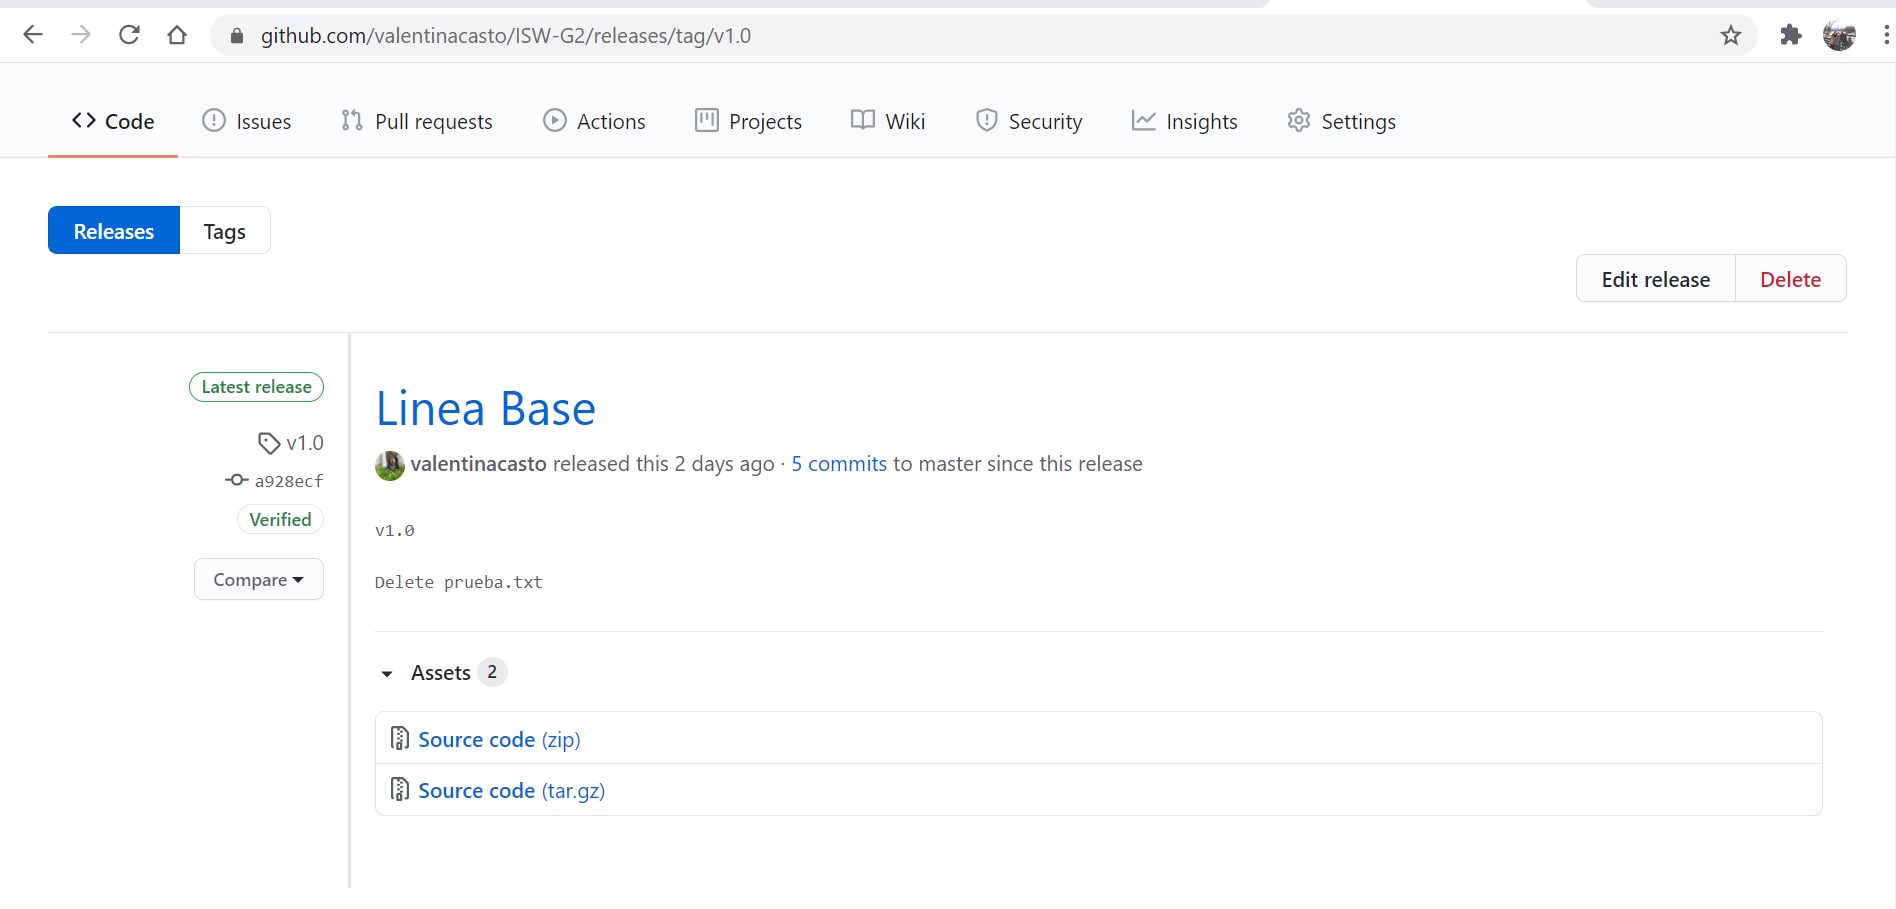 github.com/valentinacasto/ISW-G2/releases/tag/v1.0
Code Issues Pull requests Actions Projects Wiki Security Insights Settings
Releases Tags
Edit release Delete
Latest release
v1.0
a928ecf
Verified
Compare
Linea Base
valentinacasto released this 2 days ago · 5 commits to master since this release
v1.0
Delete prueba.txt
Assets 2
Source code (zip)
Source code (tar.gz)